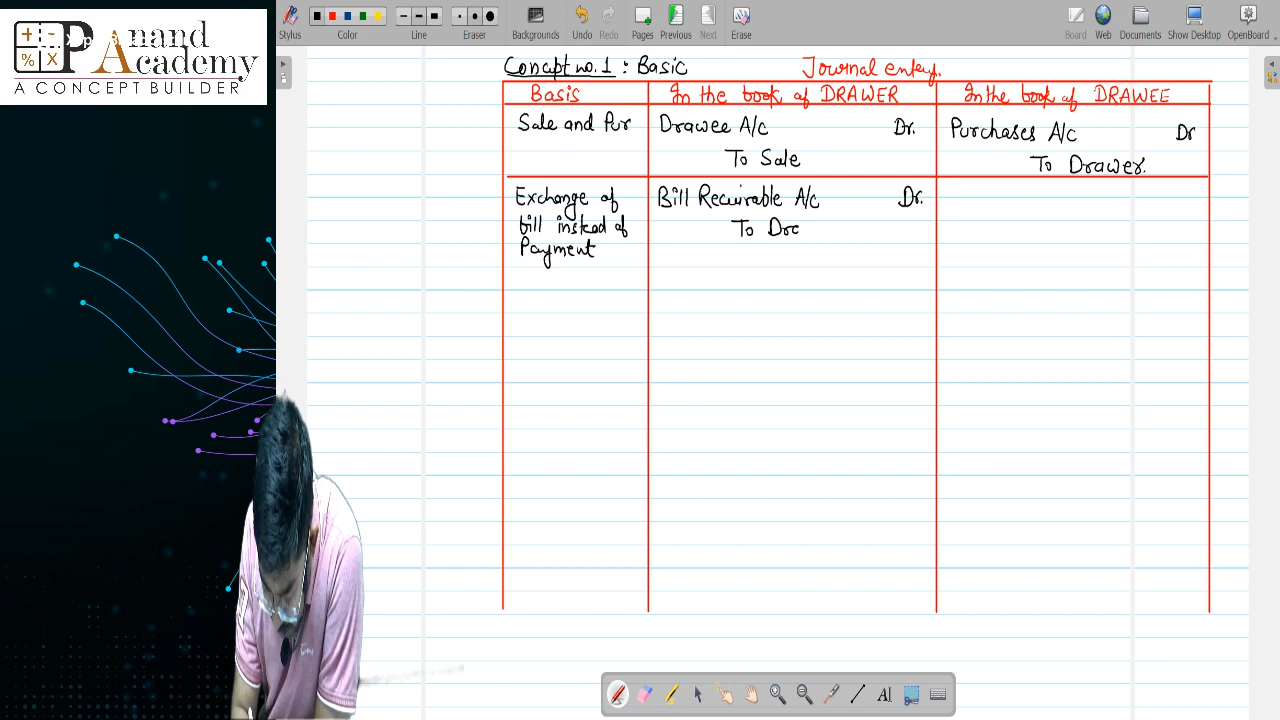 P Anand
Academy
A CONCEPT BUILDER
Stylus
Color
Line
Eraser
Backgrounds
Undo
Redo
Pages
Previous
Next
Erase
Board
Web
Documents
Show Desktop
OpenBoard
Concept no. 1 : Basic
Journal entry.
Basis
In the book of DRAWER
In the book of DRAWEE
Sale and Pur
Drawee A/c Dr.
To Sale
Purchases A/c Dr
To Drawer.
Exchange of
bill instead of
Payment
Bill Receivable A/c Dr.
To Dra